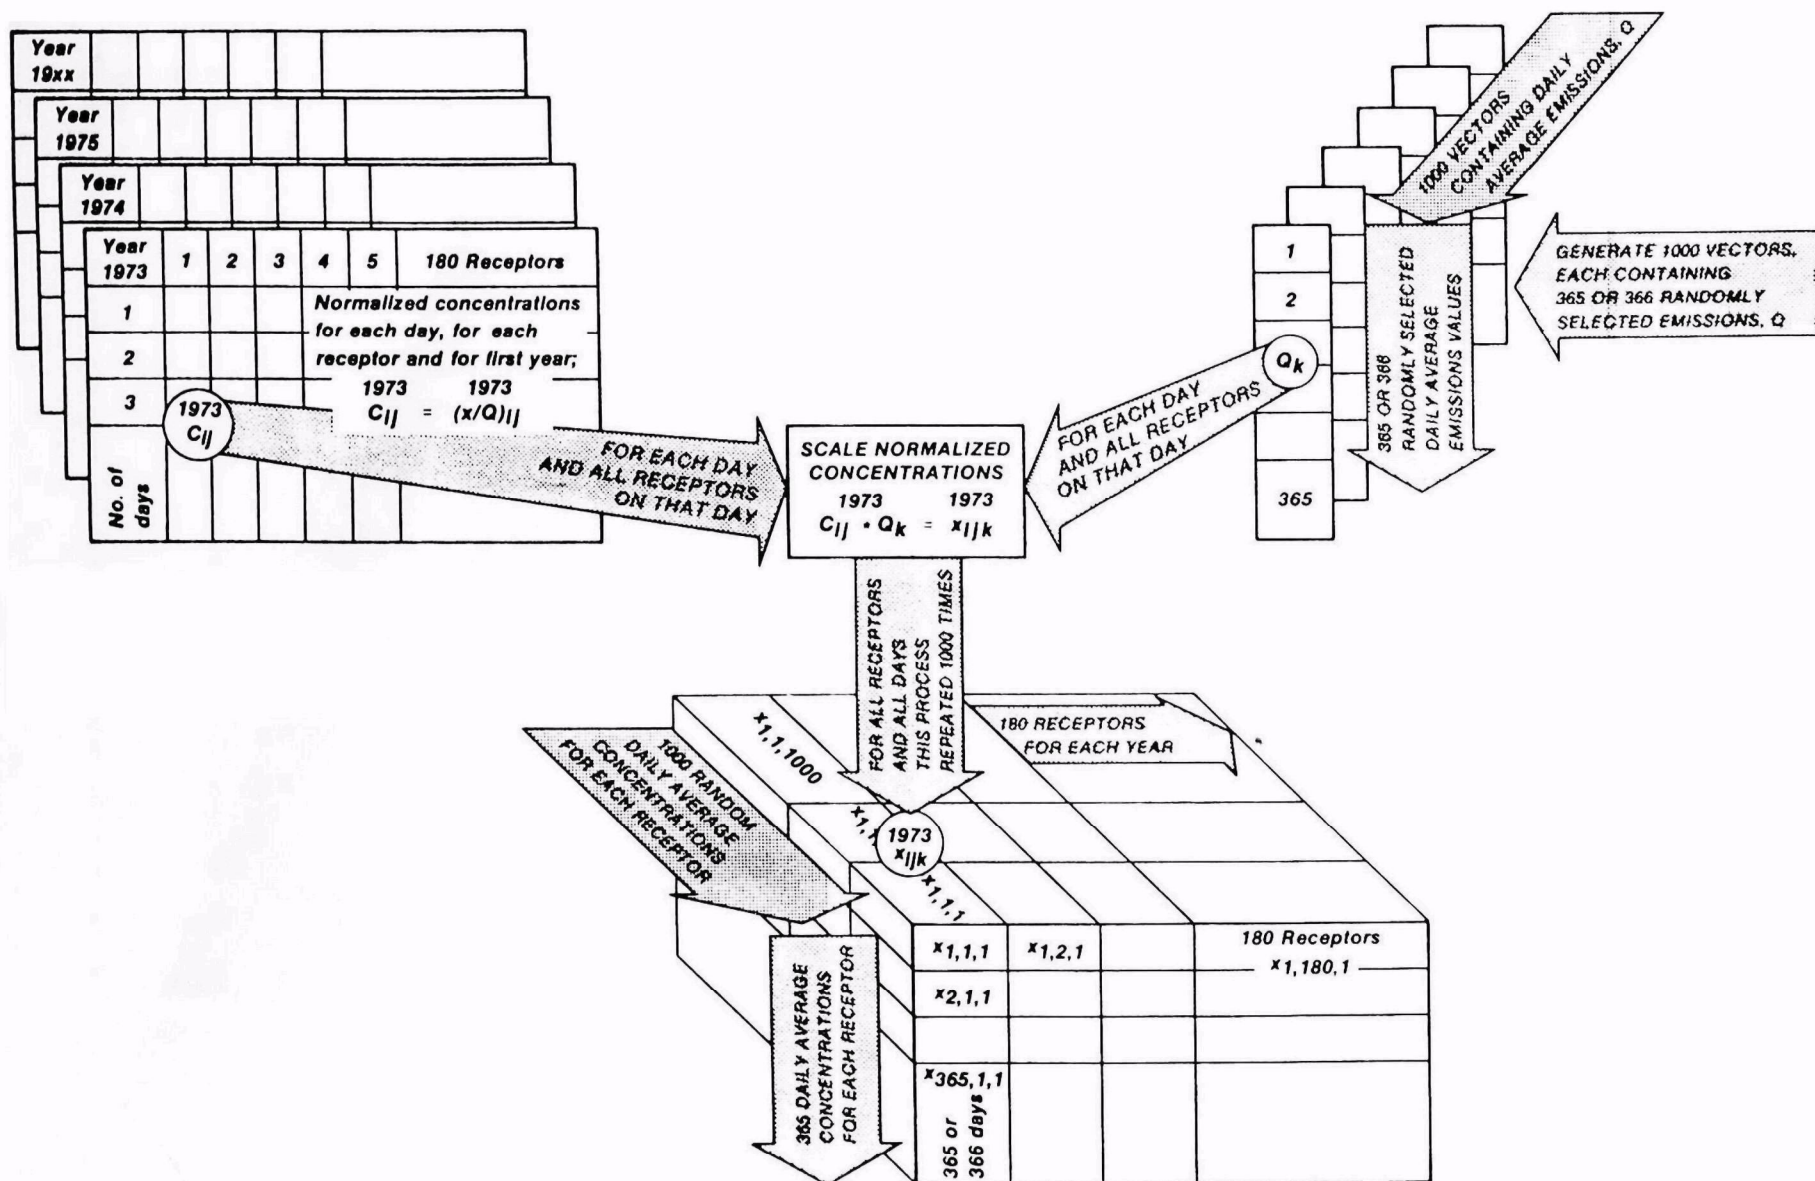 Year
19xx
Year
1975
Year
1974
Year
1973
1
2
3
4
5
180 Receptors
1
2
3
No. of
days
Normalized concentrations
for each day, for each
receptor and for first year;
1973 1973
Cij = (x/Q)ij
1973
Cij
FOR EACH DAY
AND ALL RECEPTORS
ON THAT DAY
SCALE NORMALIZED
CONCENTRATIONS
1973 1973
Cij • Qk = xijk
FOR EACH DAY
AND ALL RECEPTORS
ON THAT DAY
1
2
Qk
365
1000 VECTORS
CONTAINING DAILY
AVERAGE EMISSIONS, Q
365 OR 366
RANDOMLY SELECTED
DAILY AVERAGE
EMISSIONS VALUES
GENERATE 1000 VECTORS,
EACH CONTAINING
365 OR 366 RANDOMLY
SELECTED EMISSIONS, Q
FOR ALL RECEPTORS
AND ALL DAYS
THIS PROCESS
REPEATED 1000 TIMES
1000 RANDOM
DAILY AVERAGE
CONCENTRATIONS
FOR EACH RECEPTOR
x1,1,1000
180 RECEPTORS
FOR EACH YEAR
1973
xijk
x1,1,1
x1,1,1
x1,2,1
180 Receptors
x1,180,1
x2,1,1
x365,1,1
365 or
366 days
365 DAILY AVERAGE
CONCENTRATIONS
FOR EACH RECEPTOR